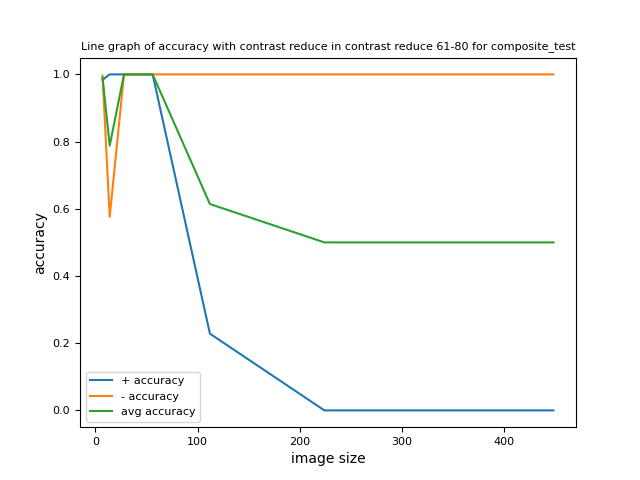 Line graph of accuracy with contrast reduce in contrast reduce 61-80 for composite_test
1.0
0.8
0.6
0.4
0.2
0.0
accuracy
+ accuracy
- accuracy
avg accuracy
0 100 200 300 400
image size